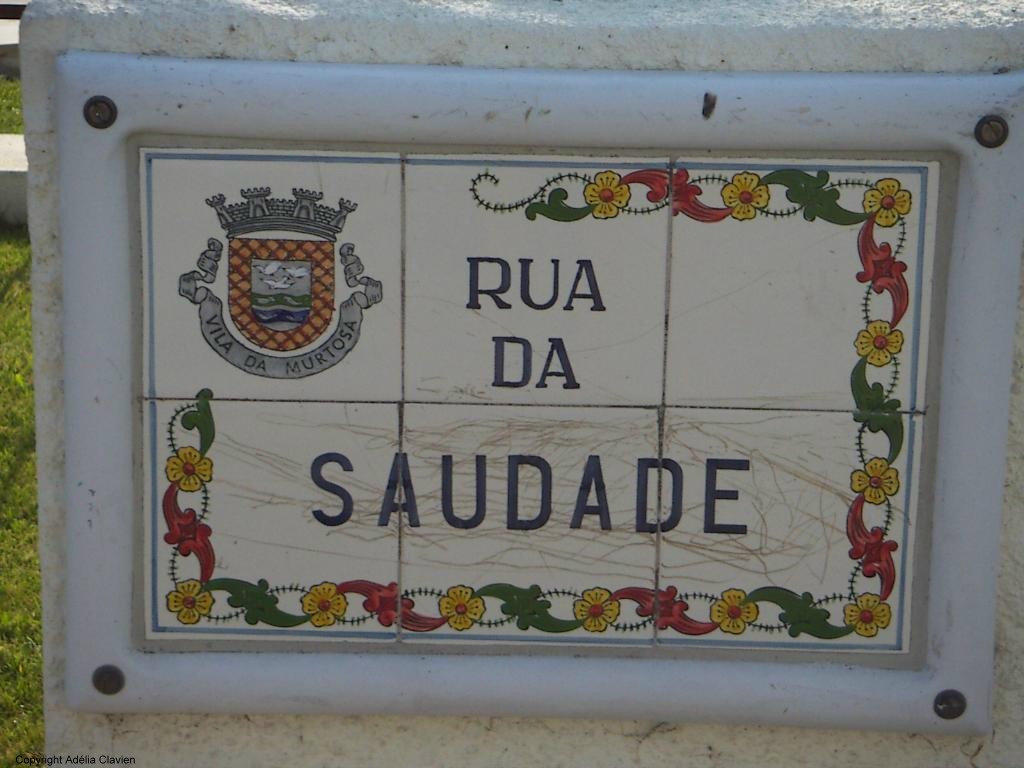 VILA DA MURTOSA
RUA
DA
SAUDADE
Copyright Adélia Clavien